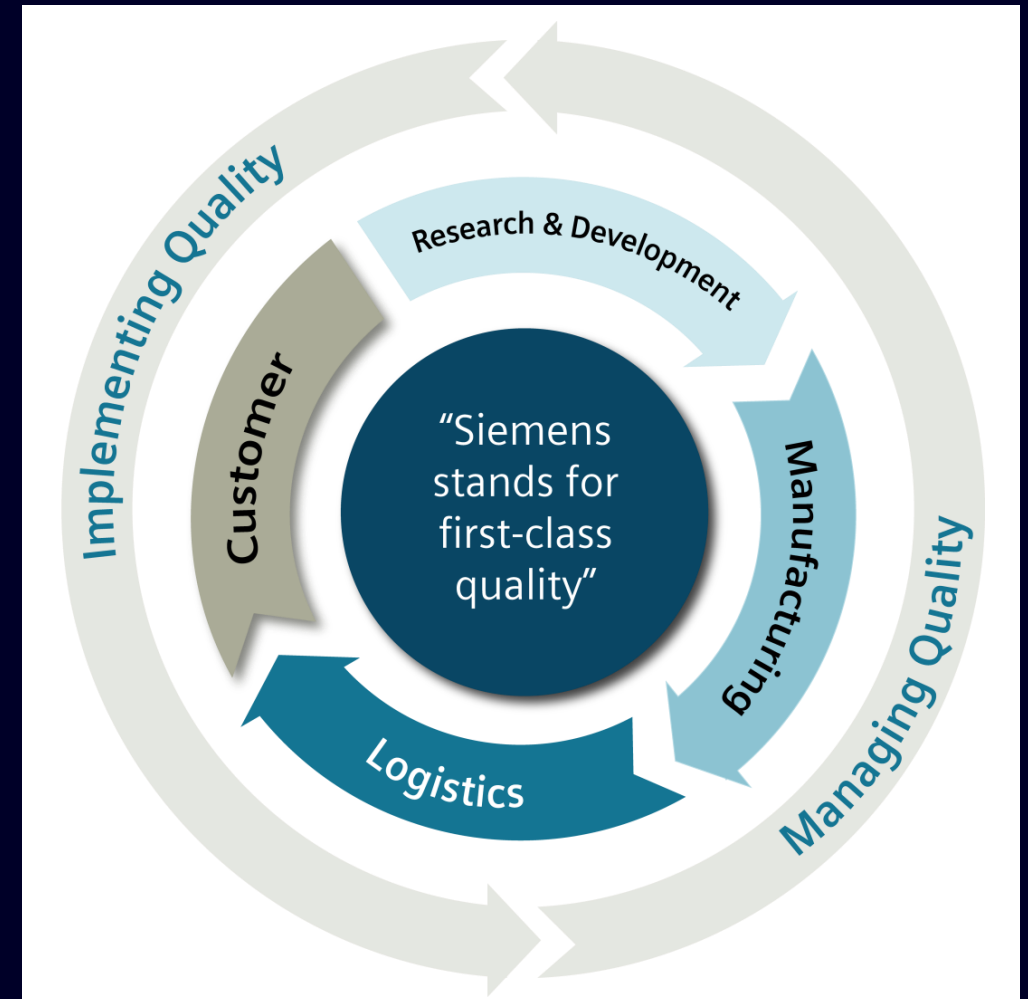 Implementing Quality
Research & Development
Customer
“Siemens
stands for
first-class
quality”
Manufacturing
Logistics
Managing Quality